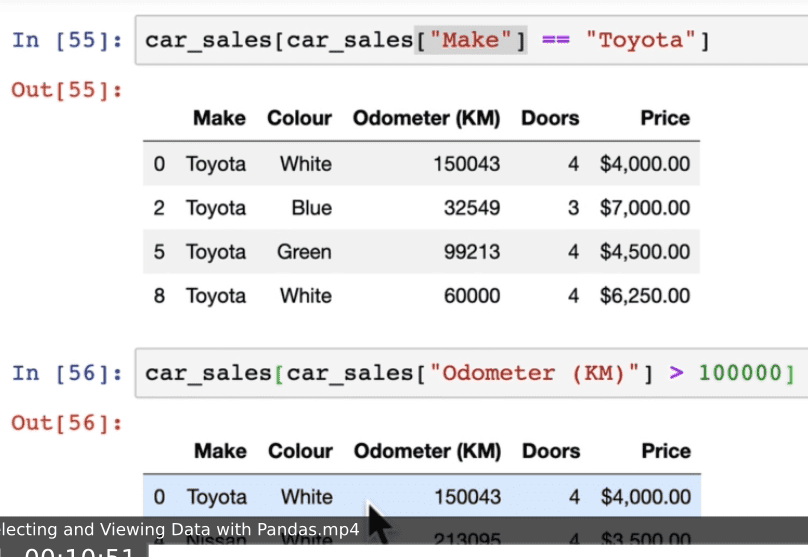 In [55]: car_sales[car_sales["Make"] == "Toyota"]
Out[55]:
Make Colour Odometer (KM) Doors Price
0 Toyota White 150043 4 $4,000.00
2 Toyota Blue 32549 3 $7,000.00
5 Toyota Green 99213 4 $4,500.00
8 Toyota White 60000 4 $6,250.00
In [56]: car_sales[car_sales["Odometer (KM)"] > 100000]
Out[56]:
Make Colour Odometer (KM) Doors Price
0 Toyota White 150043 4 $4,000.00
electing and Viewing Data with Pandas.mp4
4 Nissan White 213095 4 $3,500.00
00:10:51